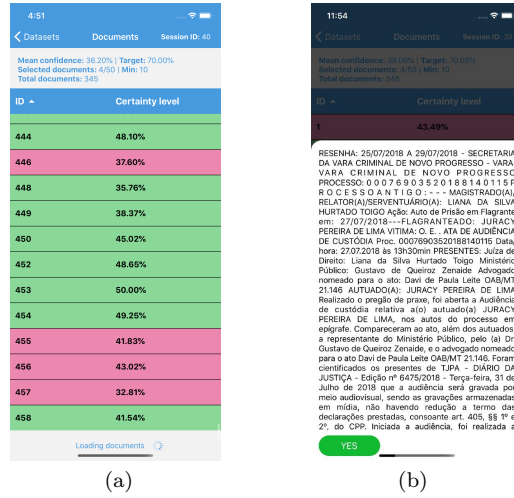 4:51
Datasets Documents Session ID: 40
Mean confidence: 36.20% | Target: 70.00%
Selected documents: 4/50 | Min: 10
Total documents: 345
ID Certainty level
444 48.10%
446 37.60%
448 35.76%
449 38.37%
450 45.02%
452 48.65%
453 50.00%
454 49.25%
455 41.83%
456 43.02%
457 32.81%
458 41.54%
Loading documents
(a)
11:54
Datasets Documents Session ID:
Mean confidence: | Target: 70.00%
Selected documents: 4/50 | Min: 10
Total documents: 345
ID Certainty level
1 43.49%
RESENHA: 25/07/2018 A 29/07/2018 - SECRETARIA
DA VARA CRIMINAL DE NOVO PROGRESSO - VARA:
VARA CRIMINAL DE NOVO PROGRESSO
PROCESSO: 0 0 0 7 6 9 0 3 5 2 0 1 8 8 1 4 0 1 1 5 P
R O C E S S O A N T I G O : - - - MAGISTRADO(A)/
RELATOR(A)/SERVENTUÁRIO(A): LIANA DA SILVA
HURTADO TOIGO Ação: Auto de Prisão em Flagrante
em: 27/07/2018---FLAGRANTEADO: JURACY
PEREIRA DE LIMA VITIMA: O. E. . ATA DE AUDIÊNCIA
DE CUSTÓDIA Proc. 00076903520188140115 Data/
hora: 27.07.2018 às 13h30min PRESENTES: Juíza de
Direito: Liana da Silva Hurtado Toigo Ministério
Público: Gustavo de Queiroz Zenaide Advogado
nomeado para o ato: Davi de Paula Leite OAB/MT
21.146 AUTUADO(A): JURACY PEREIRA DE LIMA
Realizado o pregão de praxe, foi aberta a Audiência
de custódia relativa a(o) autuado(a) JURACY
PEREIRA DE LIMA, nos autos do processo em
epígrafe. Compareceram ao ato, além dos autuados,
a representante do Ministério Público, pelo (a) Dr
Gustavo de Queiroz Zenaide, e o advogado nomeado
para o ato Davi de Paula Leite OAB/MT 21.146. Foram
cientificados os presentes de TJPA - DIÁRIO DA
JUSTIÇA - Edição nº 6475/2018 - Terça-feira, 31 de
Julho de 2018 que a audiência será gravada por
meio audiovisual, sendo as gravações armazenadas
em mídia, não havendo redução a termo das
declarações prestadas, consoante art. 405, §§ 1º e
2º, do CPP. Iniciada a audiência, foi realizada a
YES
(b)